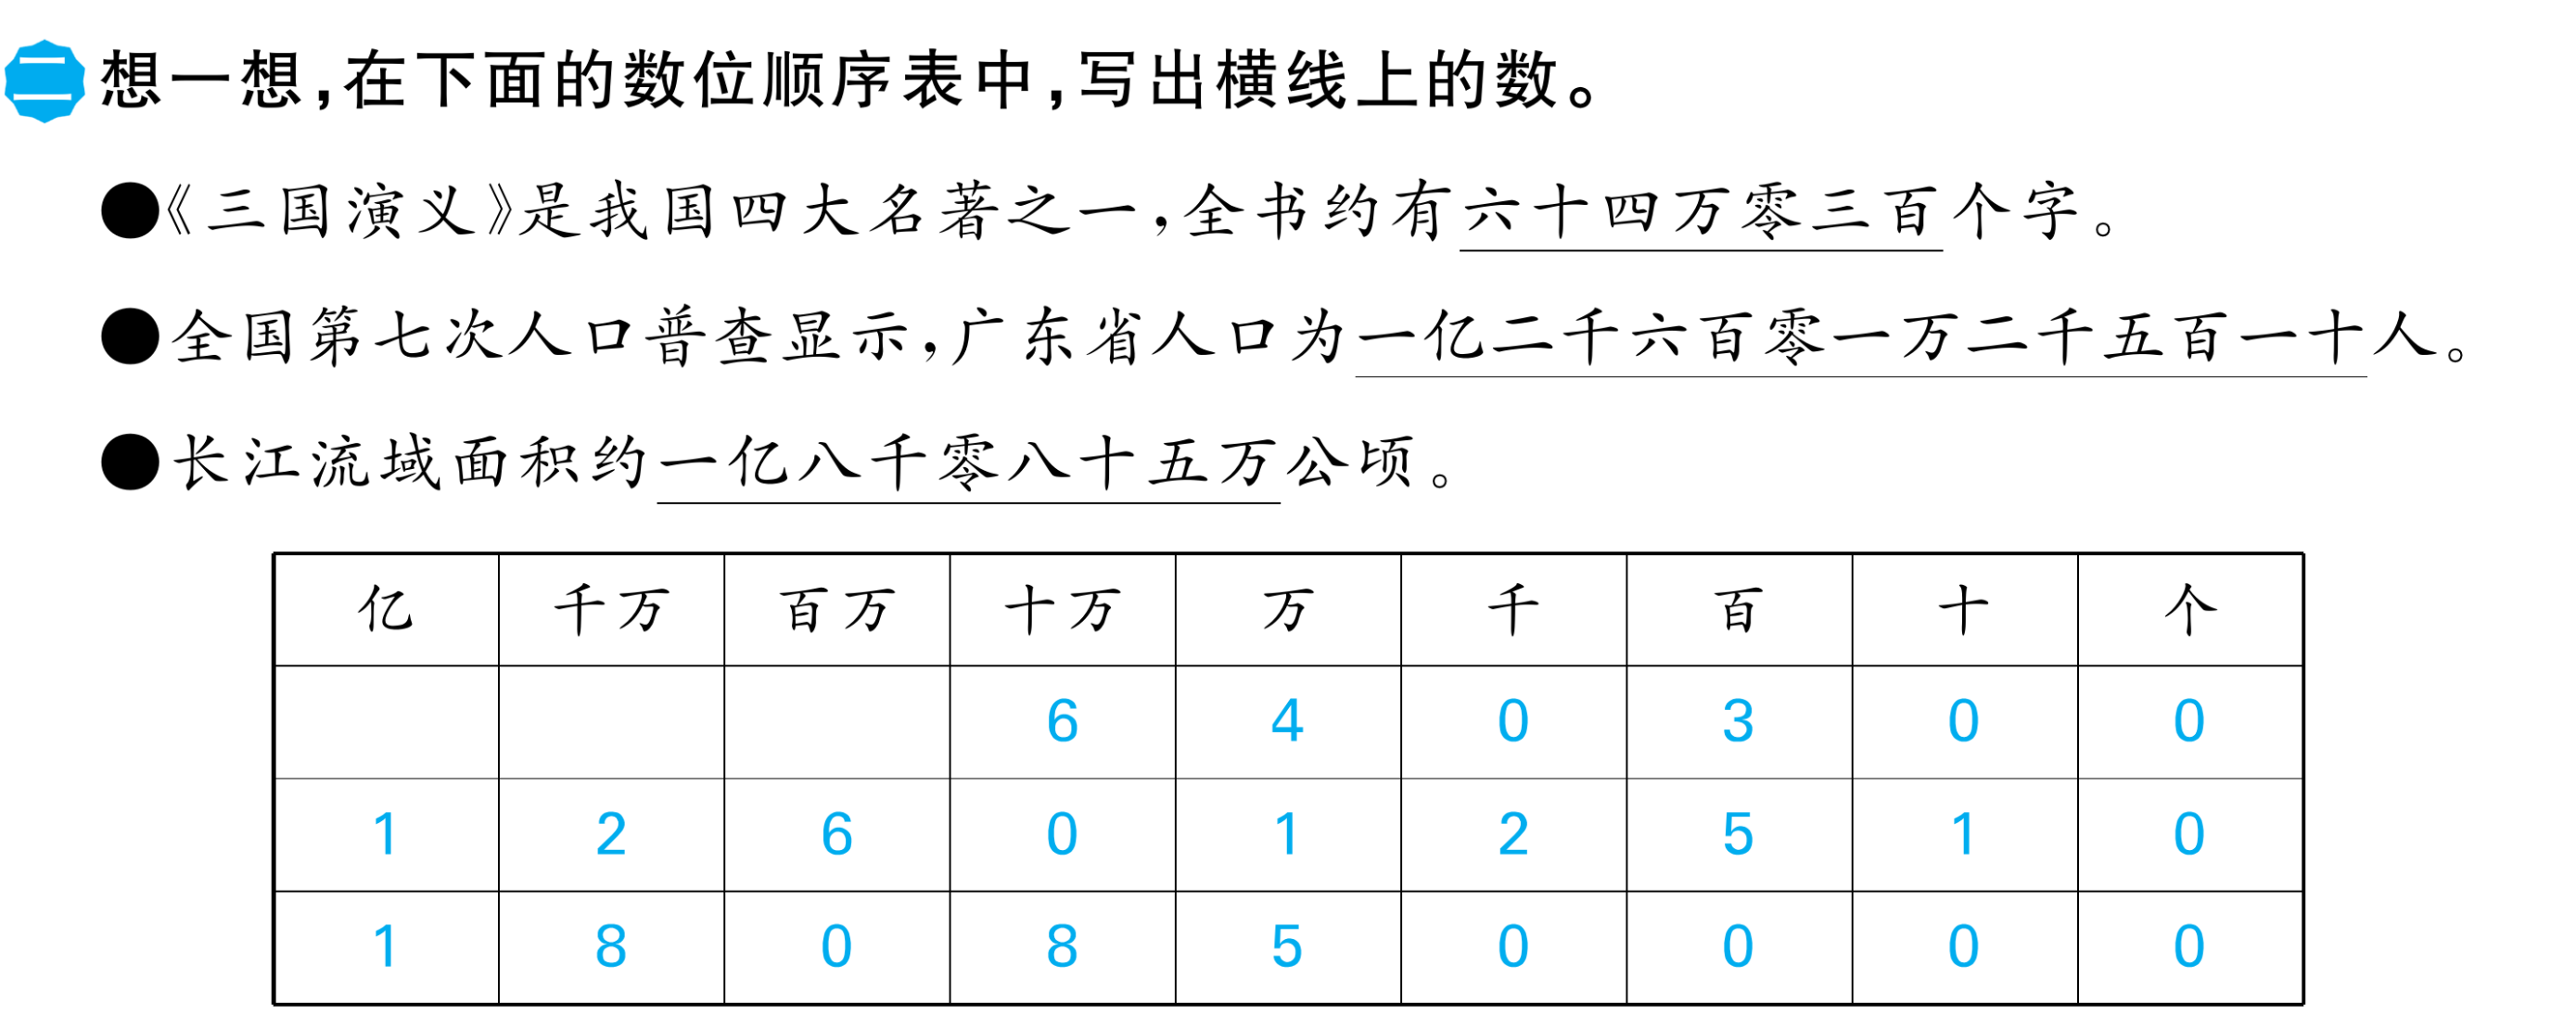 二 想一想,在下面的数位顺序表中,写出横线上的数。
●《三国演义》是我国四大名著之一,全书约有六十四万零三百个字。
●全国第七次人口普查显示,广东省人口为一亿二千六百零一万二千五百一十人。
●长江流域面积约一亿八千零八十五万公顷。
亿 千万 百万 十万 万 千 百 十 个
6 4 0 3 0 0
1 2 6 0 1 2 5 1 0
1 8 0 8 5 0 0 0 0